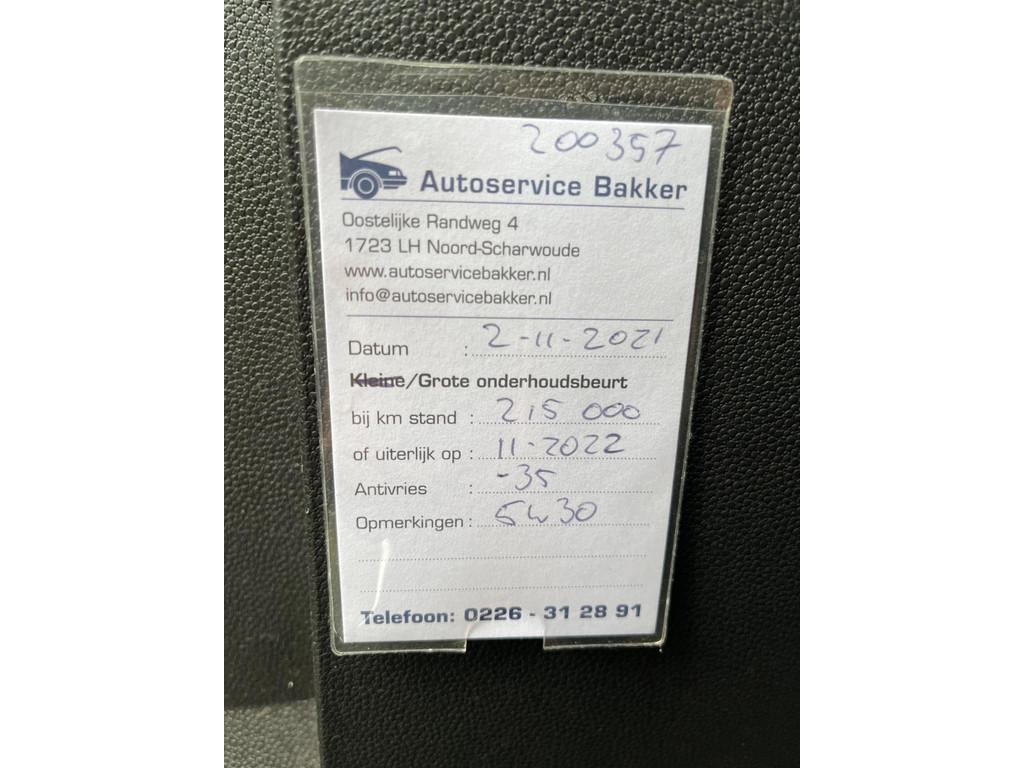 200357
Autoservice Bakker
Oostelijke Randweg 4
1723 LH Noord-Scharwoude
www.autoservicebakker.nl
info@autoservicebakker.nl
Datum : 2-11-2021
Kleine/Grote onderhoudsbeurt
bij km stand : 215 000
of uiterlijk op : 11-2022
Antivries : -35
Opmerkingen : 5w30
Telefoon: 0226 - 31 28 91